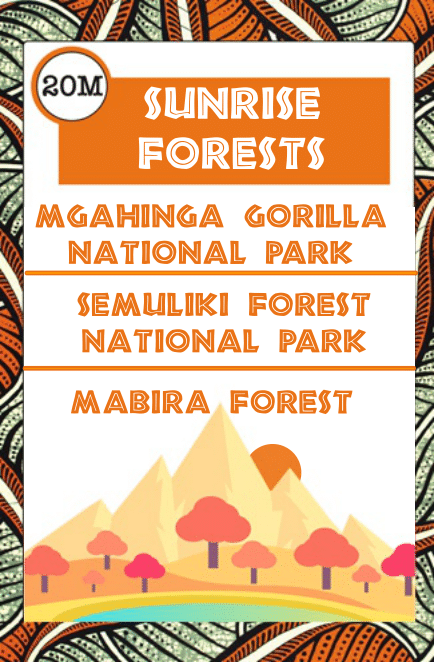 20M
SUNRISE
FORESTS
MGAHINGA GORILLA
NATIONAL PARK
SEMULIKI FOREST
NATIONAL PARK
MABIRA FOREST